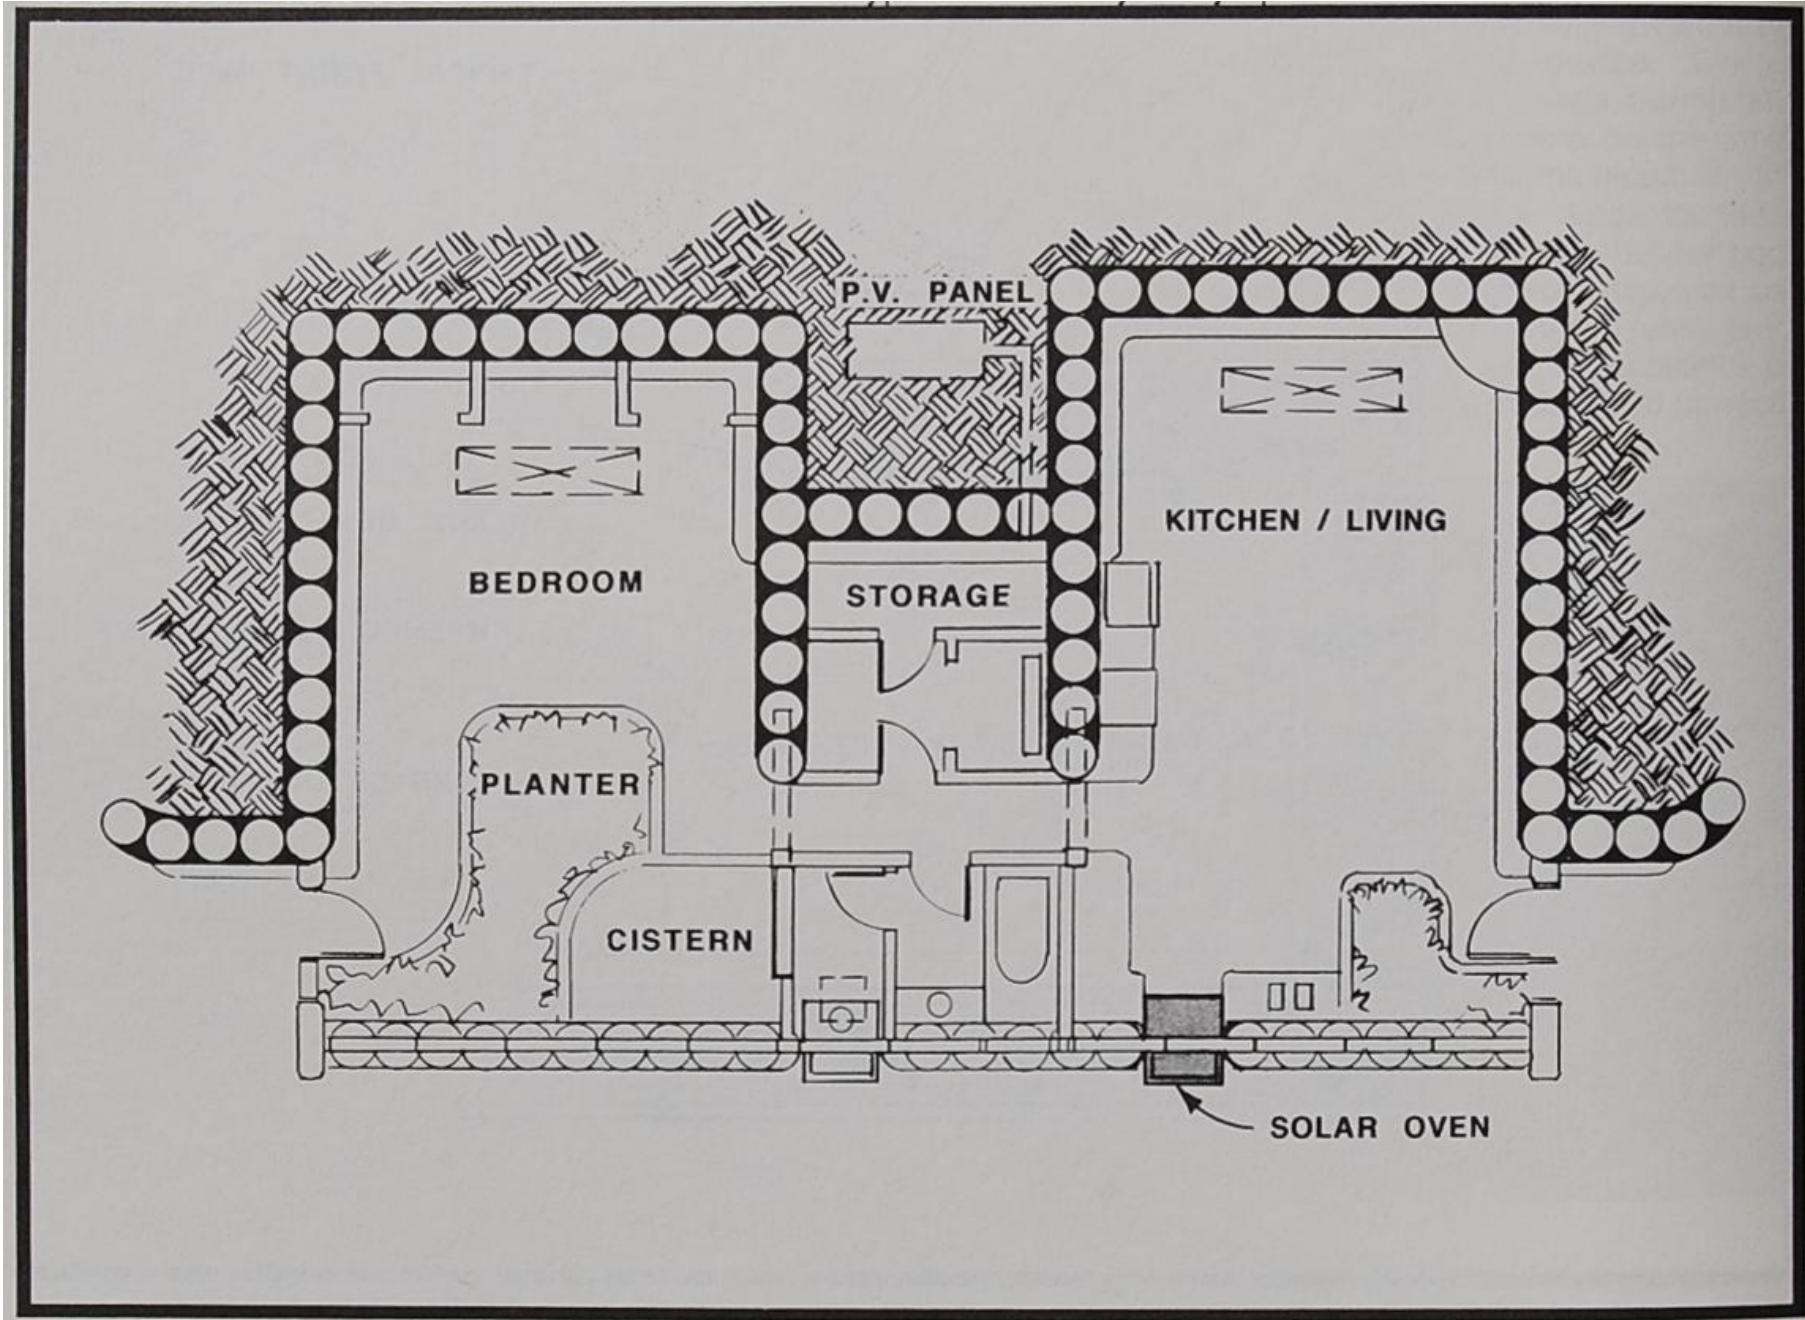 P.V. PANEL
KITCHEN / LIVING
BEDROOM
STORAGE
PLANTER
CISTERN
SOLAR OVEN